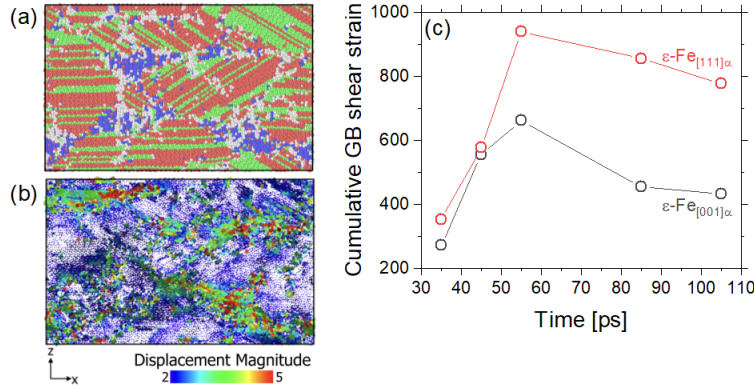 (a)
(b)
z
x
Displacement Magnitude
2
5
(c)
Cumulative GB shear strain
1000
800
600
400
200
ε-Fe[111]α
ε-Fe[001]α
30 40 50 60 70 80 90 100 110
Time [ps]